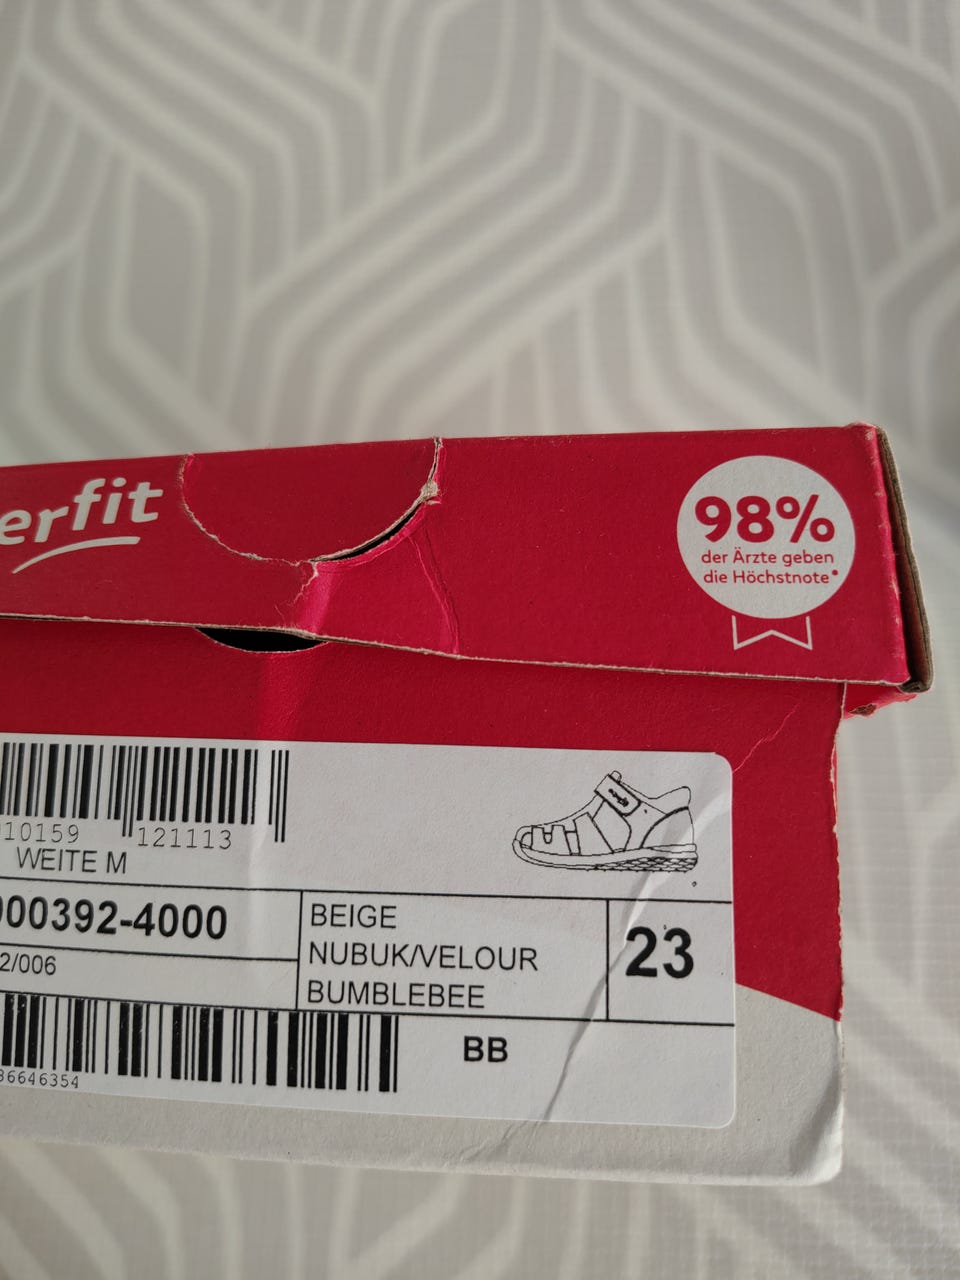 erfit
98%
der Ärzte geben
die Höchstnote*
10159 121113
WEITE M
000392-4000
2/006
BEIGE
NUBUK/VELOUR
BUMBLEBEE
23
36646354
BB